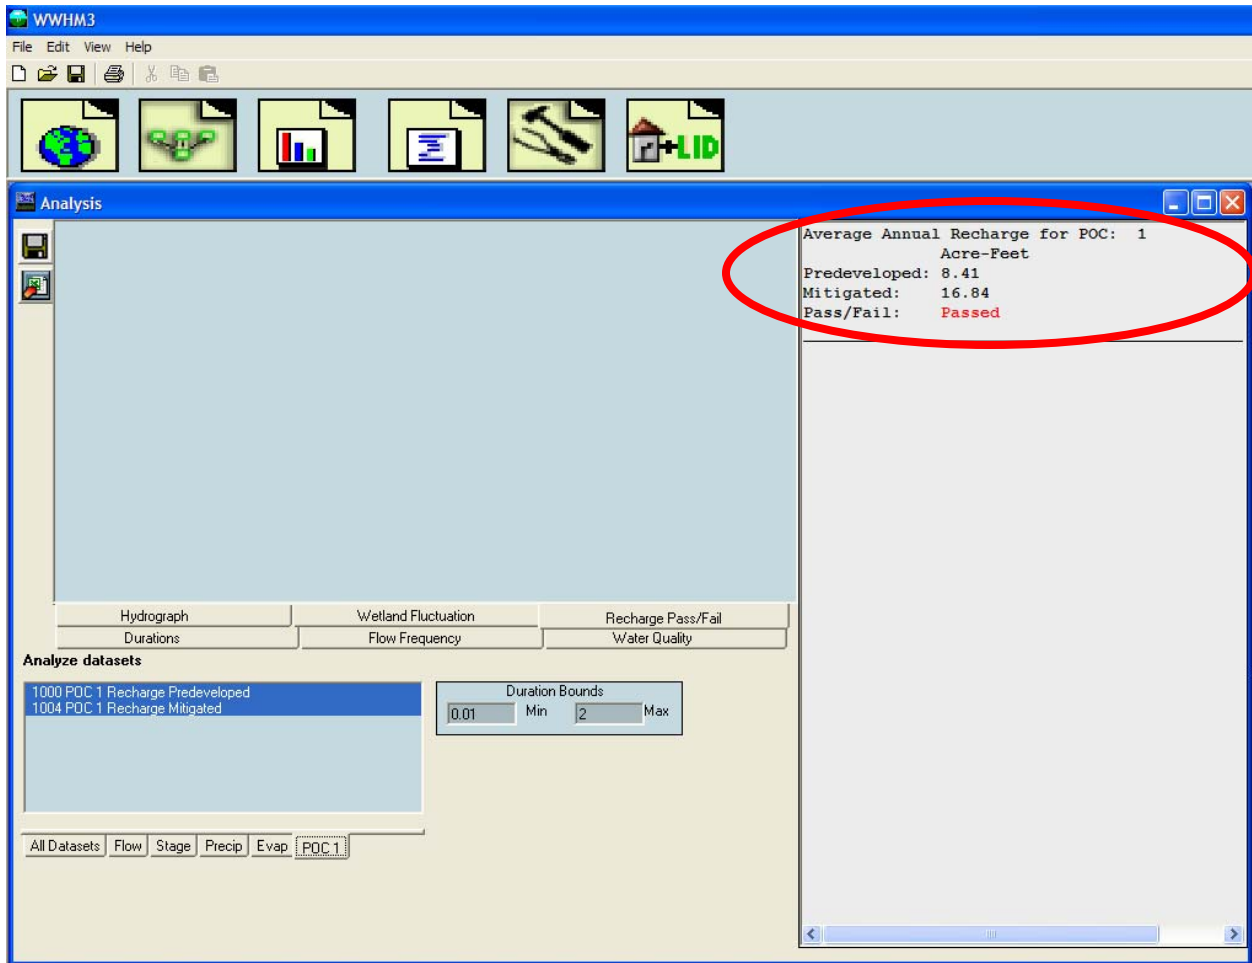 WWHM3
File Edit View Help
+LID
Analysis
Average Annual Recharge for POC: 1
Acre-Feet
Predeveloped: 8.41
Mitigated: 16.84
Pass/Fail: Passed
Hydrograph Wetland Fluctuation Recharge Pass/Fail
Durations Flow Frequency Water Quality
Analyze datasets
1000 POC 1 Recharge Predeveloped
1004 POC 1 Recharge Mitigated
Duration Bounds
0.01 Min 2 Max
All Datasets Flow Stage Precip Evap POC 1